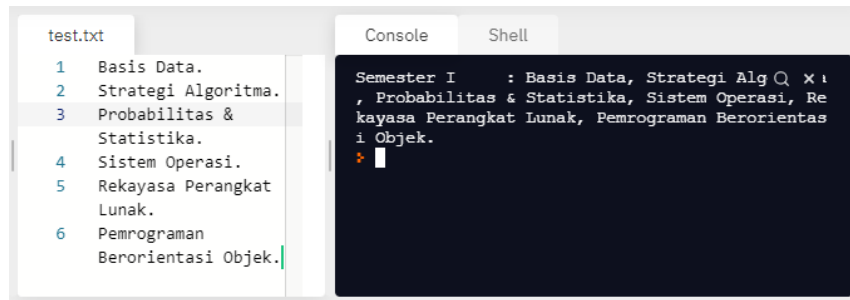 test.txt
1 Basis Data.
2 Strategi Algoritma.
3 Probabilitas &
Statistika.
4 Sistem Operasi.
5 Rekayasa Perangkat
Lunak.
6 Pemrograman
Berorientasi Objek.
Console Shell
Semester I : Basis Data, Strategi Alg
, Probabilitas & Statistika, Sistem Operasi, Re
kayasa Perangkat Lunak, Pemrograman Berorientas
i Objek.